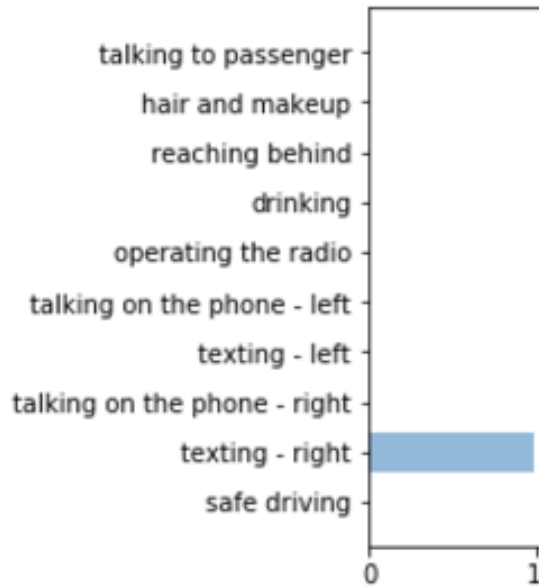 talking to passenger
hair and makeup
reaching behind
drinking
operating the radio
talking on the phone - left
texting - left
talking on the phone - right
texting - right
safe driving
0 1